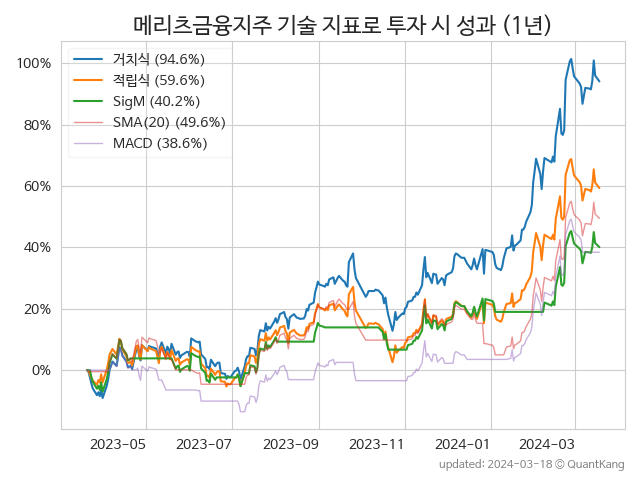 메리츠금융지주 기술 지표로 투자 시 성과 (1년)
거치식 (94.6%)
적립식 (59.6%)
SigM (40.2%)
SMA(20) (49.6%)
MACD (38.6%)
100%
80%
60%
40%
20%
0%
2023-05 2023-07 2023-09 2023-11 2024-01 2024-03
updated: 2024-03-18 © QuantKang